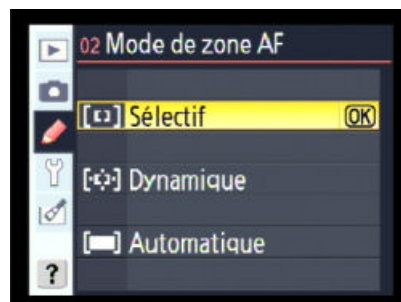 02 Mode de zone AF
Sélectif OK
Dynamique
Automatique
?